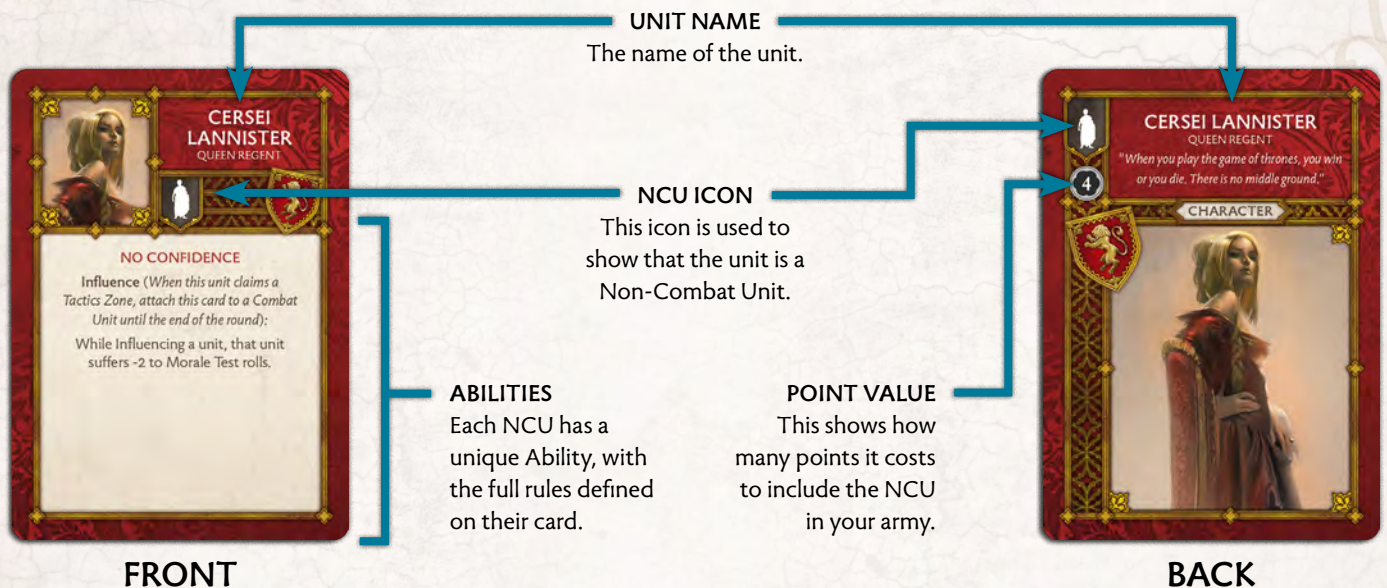 UNIT NAME
The name of the unit.
CERSEI
LANNISTER
QUEEN REGENT
NO CONFIDENCE
Influence (When this unit claims a
Tactics Zone, attach this card to a Combat
Unit until the end of the round):
While Influencing a unit, that unit
suffers -2 to Morale Test rolls.
FRONT
NCU ICON
This icon is used to
show that the unit is a
Non-Combat Unit.
ABILITIES
Each NCU has a
unique Ability, with
the full rules defined
on their card.
POINT VALUE
This shows how
many points it costs
to include the NCU
in your army.
CERSEI LANNISTER
QUEEN REGENT
"When you play the game of thrones, you win
or you die. There is no middle ground."
4
CHARACTER
BACK